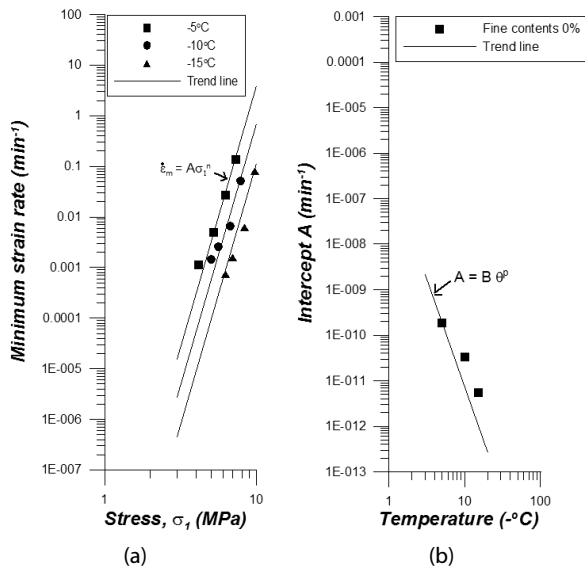 -5°C
-10°C
-15°C
Trend line
1000
100
10
1
0.1
0.01
0.001
0.0001
1E-005
1E-006
1E-007
Minimum strain rate (min⁻¹)
ε̇ₘ = Aσ₁ⁿ
1
10
Stress, σ₁ (MPa)
(a)
Fine contents 0%
Trend line
0.001
0.0001
1E-005
1E-006
1E-007
1E-008
1E-009
1E-010
1E-011
1E-012
1E-013
Intercept A (min⁻¹)
A = B θᵖ
1
10
100
Temperature (-°C)
(b)